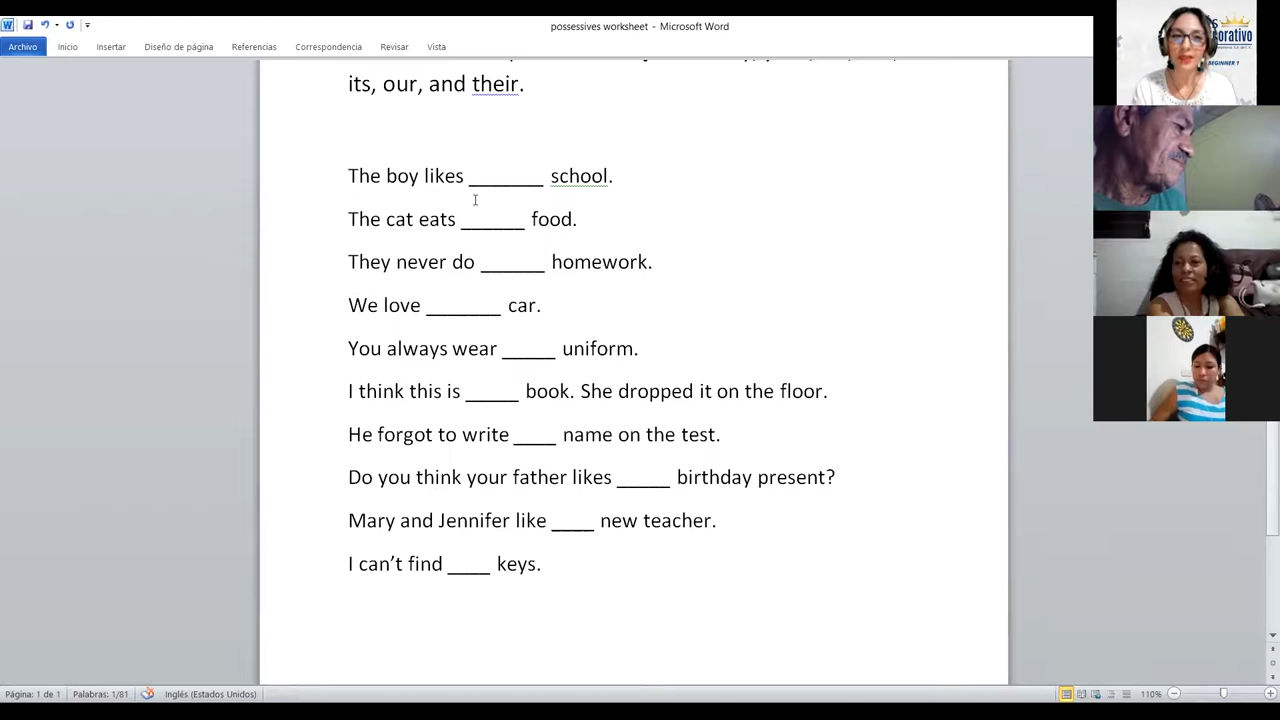 possessives worksheet - Microsoft Word
Archivo Inicio Insertar Diseño de página Referencias Correspondencia Revisar Vista
its, our, and their.
The boy likes _______ school.
The cat eats ______ food.
They never do ______ homework.
We love _______ car.
You always wear _____ uniform.
I think this is _____ book. She dropped it on the floor.
He forgot to write ____ name on the test.
Do you think your father likes _____ birthday present?
Mary and Jennifer like ____ new teacher.
I can’t find ____ keys.
Página: 1 de 1 Palabras: 1/81 Inglés (Estados Unidos) 110%
BEGINNER 1